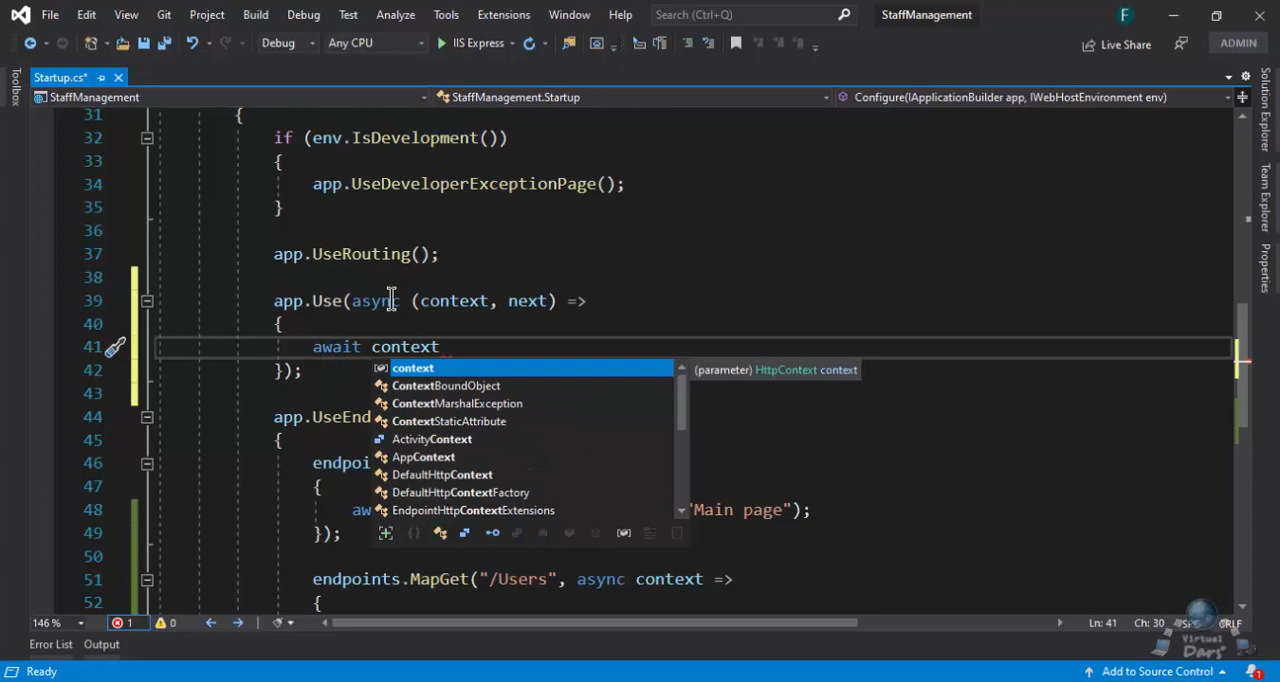 File Edit View Git Project Build Debug Test Analyze Tools Extensions Window Help Search (Ctrl+Q) StaffManagement F
Debug Any CPU IIS Express Live Share ADMIN
Toolbox
Startup.cs*
StaffManagement StaffManagement.Startup Configure(IApplicationBuilder app, IWebHostEnvironment env)
31 {
32 if (env.IsDevelopment())
33 {
34 app.UseDeveloperExceptionPage();
35 }
36
37 app.UseRouting();
38
39 app.Use(async (context, next) =>
40 {
41 await context
42 });
43
44 app.UseEnd
45 {
46 endpoi
47 {
48 aw "Main page");
49 });
50
51 endpoints.MapGet("/Users", async context =>
52 {
context
ContextBoundObject
ContextMarshalException
ContextStaticAttribute
ActivityContext
AppContext
DefaultHttpContext
DefaultHttpContextFactory
EndpointHttpContextExtensions
(parameter) HttpContext context
Solution Explorer
Team Explorer
Properties
146 % 1 0 Ln: 41 Ch: 30 SPC CRLF
Virtual
Dars
Error List Output
Ready Add to Source Control 1